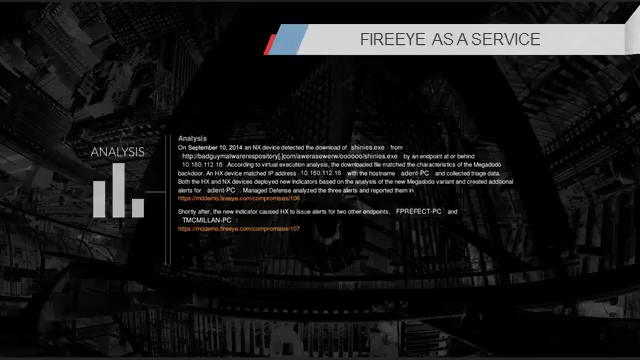 FIREEYE AS A SERVICE
ANALYSIS
Analysis
On September 10, 2014 an NX device detected the download of shinies.exe from
http://badguymalwarerespository[.]com/awerasewerw/oooooo/shinies.exe by an endpoint at or behind
10.160.112.16 .According to virtual execution analysis, the downloaded file matched the characteristics of the Megadodo
backdoor. An HX device matched IP address 10.160.112.16 with the hostname adent-PC and collected triage data.
Both the HX and NX devices deployed new indicators based on the analysis of the new Megadodo variant and created additional
alerts for adent-PC . Managed Defense analyzed the three alerts and reported them in
https://mddemo.fireeye.com/compromises/106
Shortly after, the new indicator caused HX to issue alerts for two other endpoints, FPREFECT-PC and
TMCMILLAN-PC :
https://mddemo.fireeye.com/compromises/107